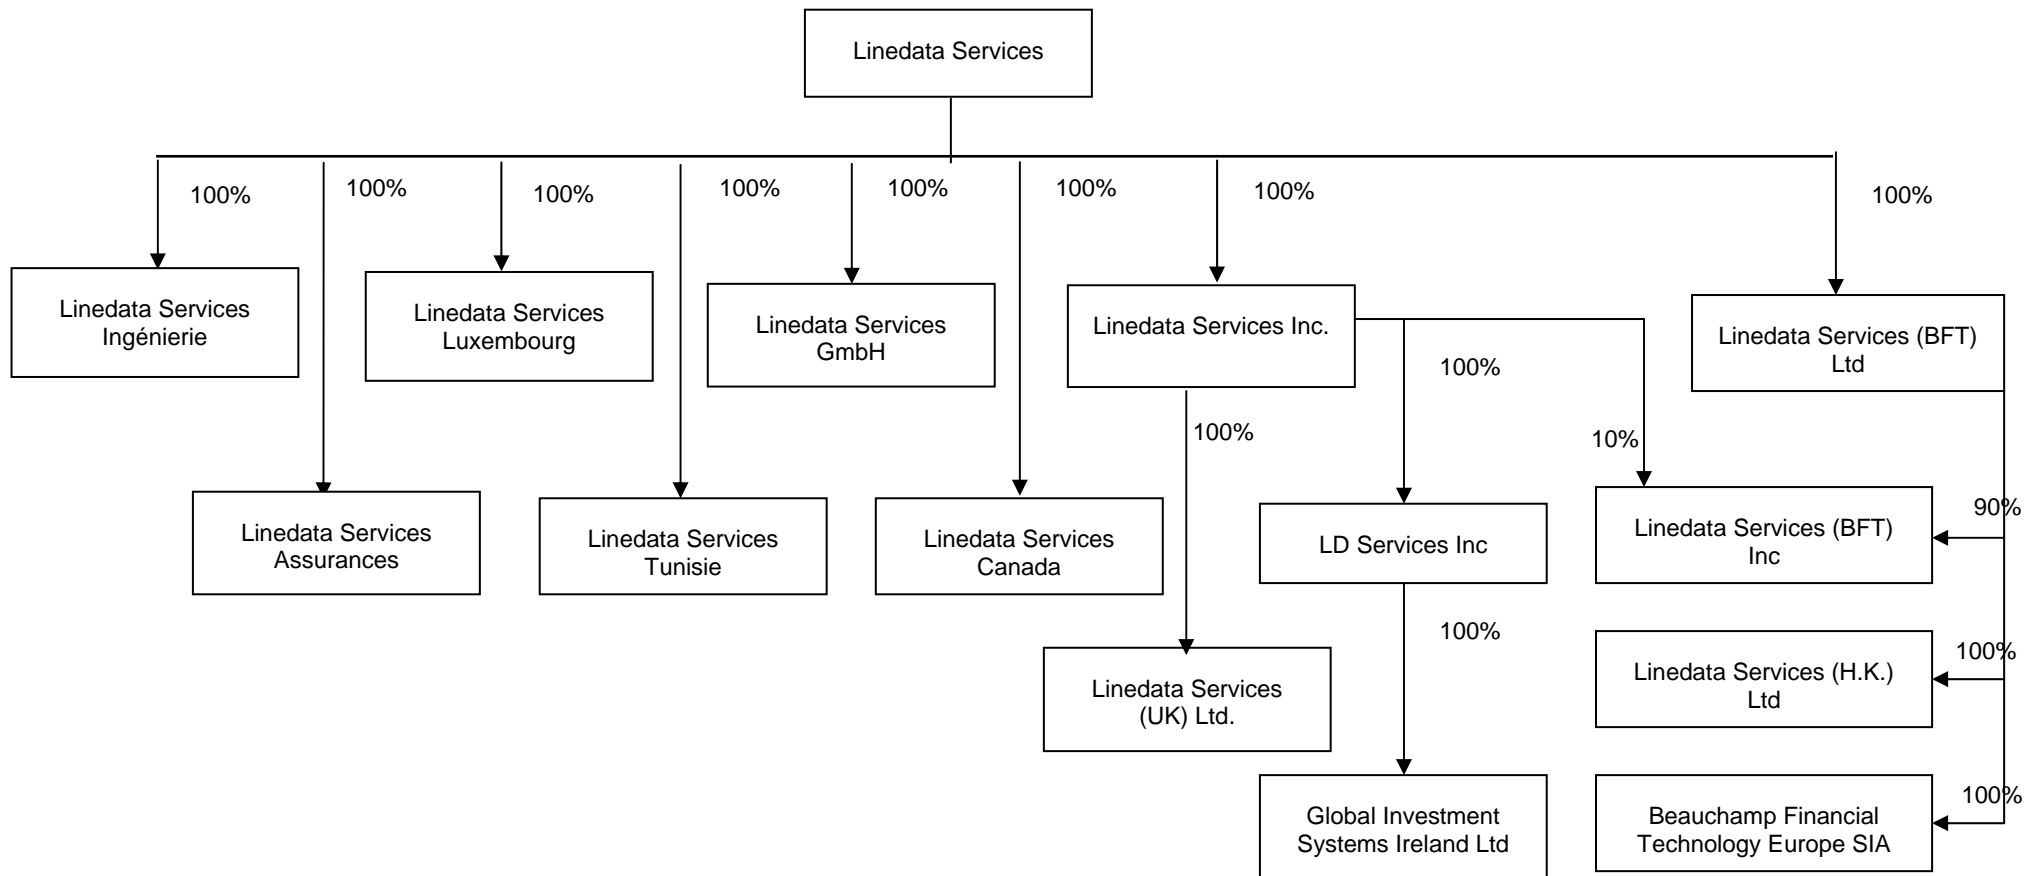 Linedata Services
100%
100%
100%
100%
100%
100%
100%
100%
Linedata Services
Ingénierie
Linedata Services
Luxembourg
Linedata Services
GmbH
Linedata Services Inc.
Linedata Services (BFT)
Ltd
100%
100%
10%
90%
Linedata Services
Assurances
Linedata Services
Tunisie
Linedata Services
Canada
LD Services Inc
Linedata Services (BFT)
Inc
100%
100%
Linedata Services
(UK) Ltd.
Linedata Services (H.K.)
Ltd
100%
Global Investment
Systems Ireland Ltd
Beauchamp Financial
Technology Europe SIA